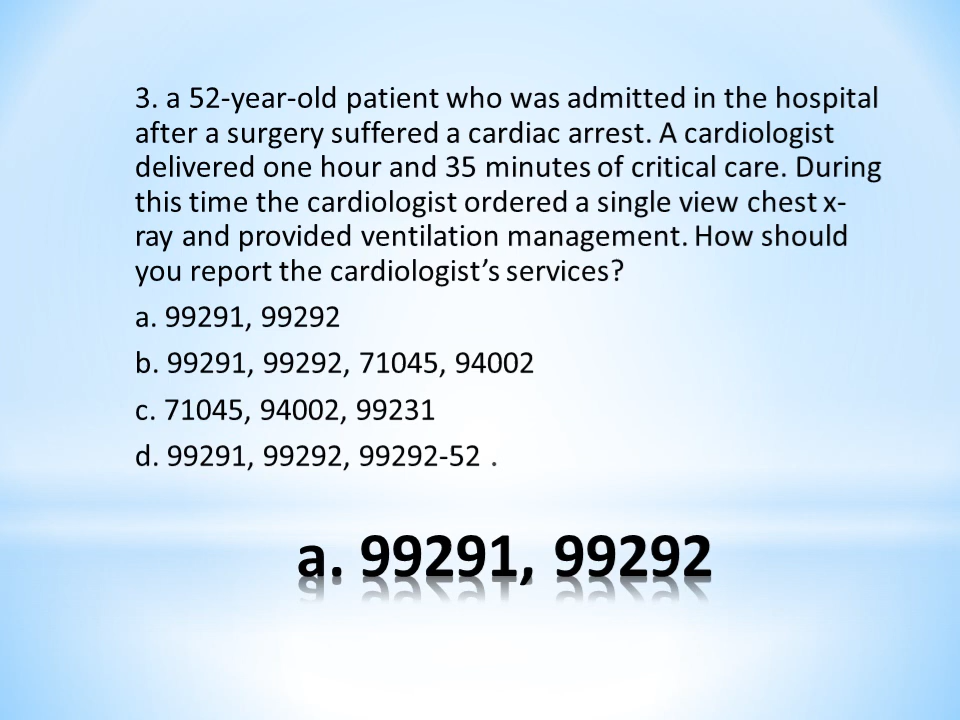 3. a 52-year-old patient who was admitted in the hospital
after a surgery suffered a cardiac arrest. A cardiologist
delivered one hour and 35 minutes of critical care. During
this time the cardiologist ordered a single view chest x-
ray and provided ventilation management. How should
you report the cardiologist’s services?
a. 99291, 99292
b. 99291, 99292, 71045, 94002
c. 71045, 94002, 99231
d. 99291, 99292, 99292-52 .
a. 99291, 99292